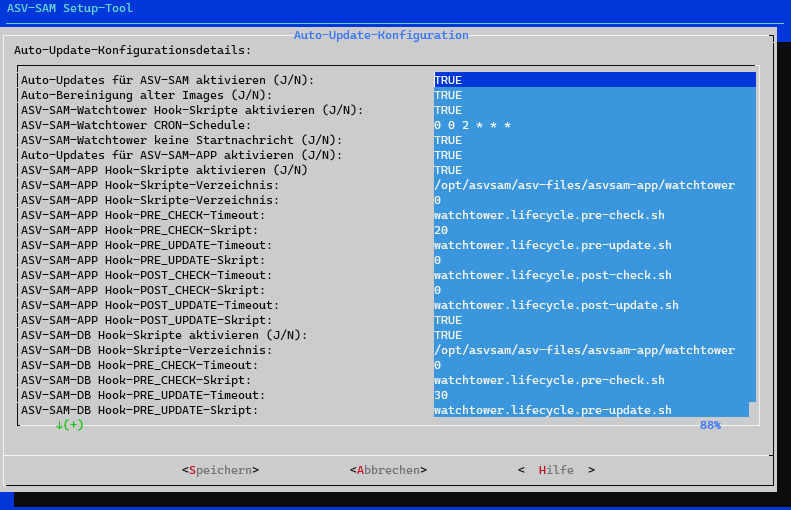 ASV-SAM Setup-Tool
Auto-Update-Konfiguration
Auto-Update-Konfigurationsdetails:
Auto-Updates für ASV-SAM aktivieren (J/N): TRUE
Auto-Bereinigung alter Images (J/N): TRUE
ASV-SAM-Watchtower Hook-Skripte aktivieren (J/N): TRUE
ASV-SAM-Watchtower CRON-Schedule: 0 0 2 * * *
ASV-SAM-Watchtower keine Startnachricht (J/N): TRUE
Auto-Updates für ASV-SAM-APP aktivieren (J/N): TRUE
ASV-SAM-APP Hook-Skripte aktivieren (J/N) TRUE
ASV-SAM-APP Hook-Skripte-Verzeichnis: /opt/asvsam/asv-files/asvsam-app/watchtower
ASV-SAM-APP Hook-Skripte-Verzeichnis: 0
ASV-SAM-APP Hook-PRE_CHECK-Timeout: watchtower.lifecycle.pre-check.sh
ASV-SAM-APP Hook-PRE_CHECK-Skript: 20
ASV-SAM-APP Hook-PRE_UPDATE-Timeout: watchtower.lifecycle.pre-update.sh
ASV-SAM-APP Hook-PRE_UPDATE-Skript: 0
ASV-SAM-APP Hook-POST_CHECK-Timeout: watchtower.lifecycle.post-check.sh
ASV-SAM-APP Hook-POST_CHECK-Skript: 0
ASV-SAM-APP Hook-POST_UPDATE-Timeout: watchtower.lifecycle.post-update.sh
ASV-SAM-APP Hook-POST_UPDATE-Skript: TRUE
ASV-SAM-DB Hook-Skripte aktivieren (J/N): TRUE
ASV-SAM-DB Hook-Skripte-Verzeichnis: /opt/asvsam/asv-files/asvsam-app/watchtower
ASV-SAM-DB Hook-PRE_CHECK-Timeout: 0
ASV-SAM-DB Hook-PRE_CHECK-Skript: watchtower.lifecycle.pre-check.sh
ASV-SAM-DB Hook-PRE_UPDATE-Timeout: 30
ASV-SAM-DB Hook-PRE_UPDATE-Skript: watchtower.lifecycle.pre-update.sh
↓(+) 88%
<Speichern> <Abbrechen> < Hilfe >